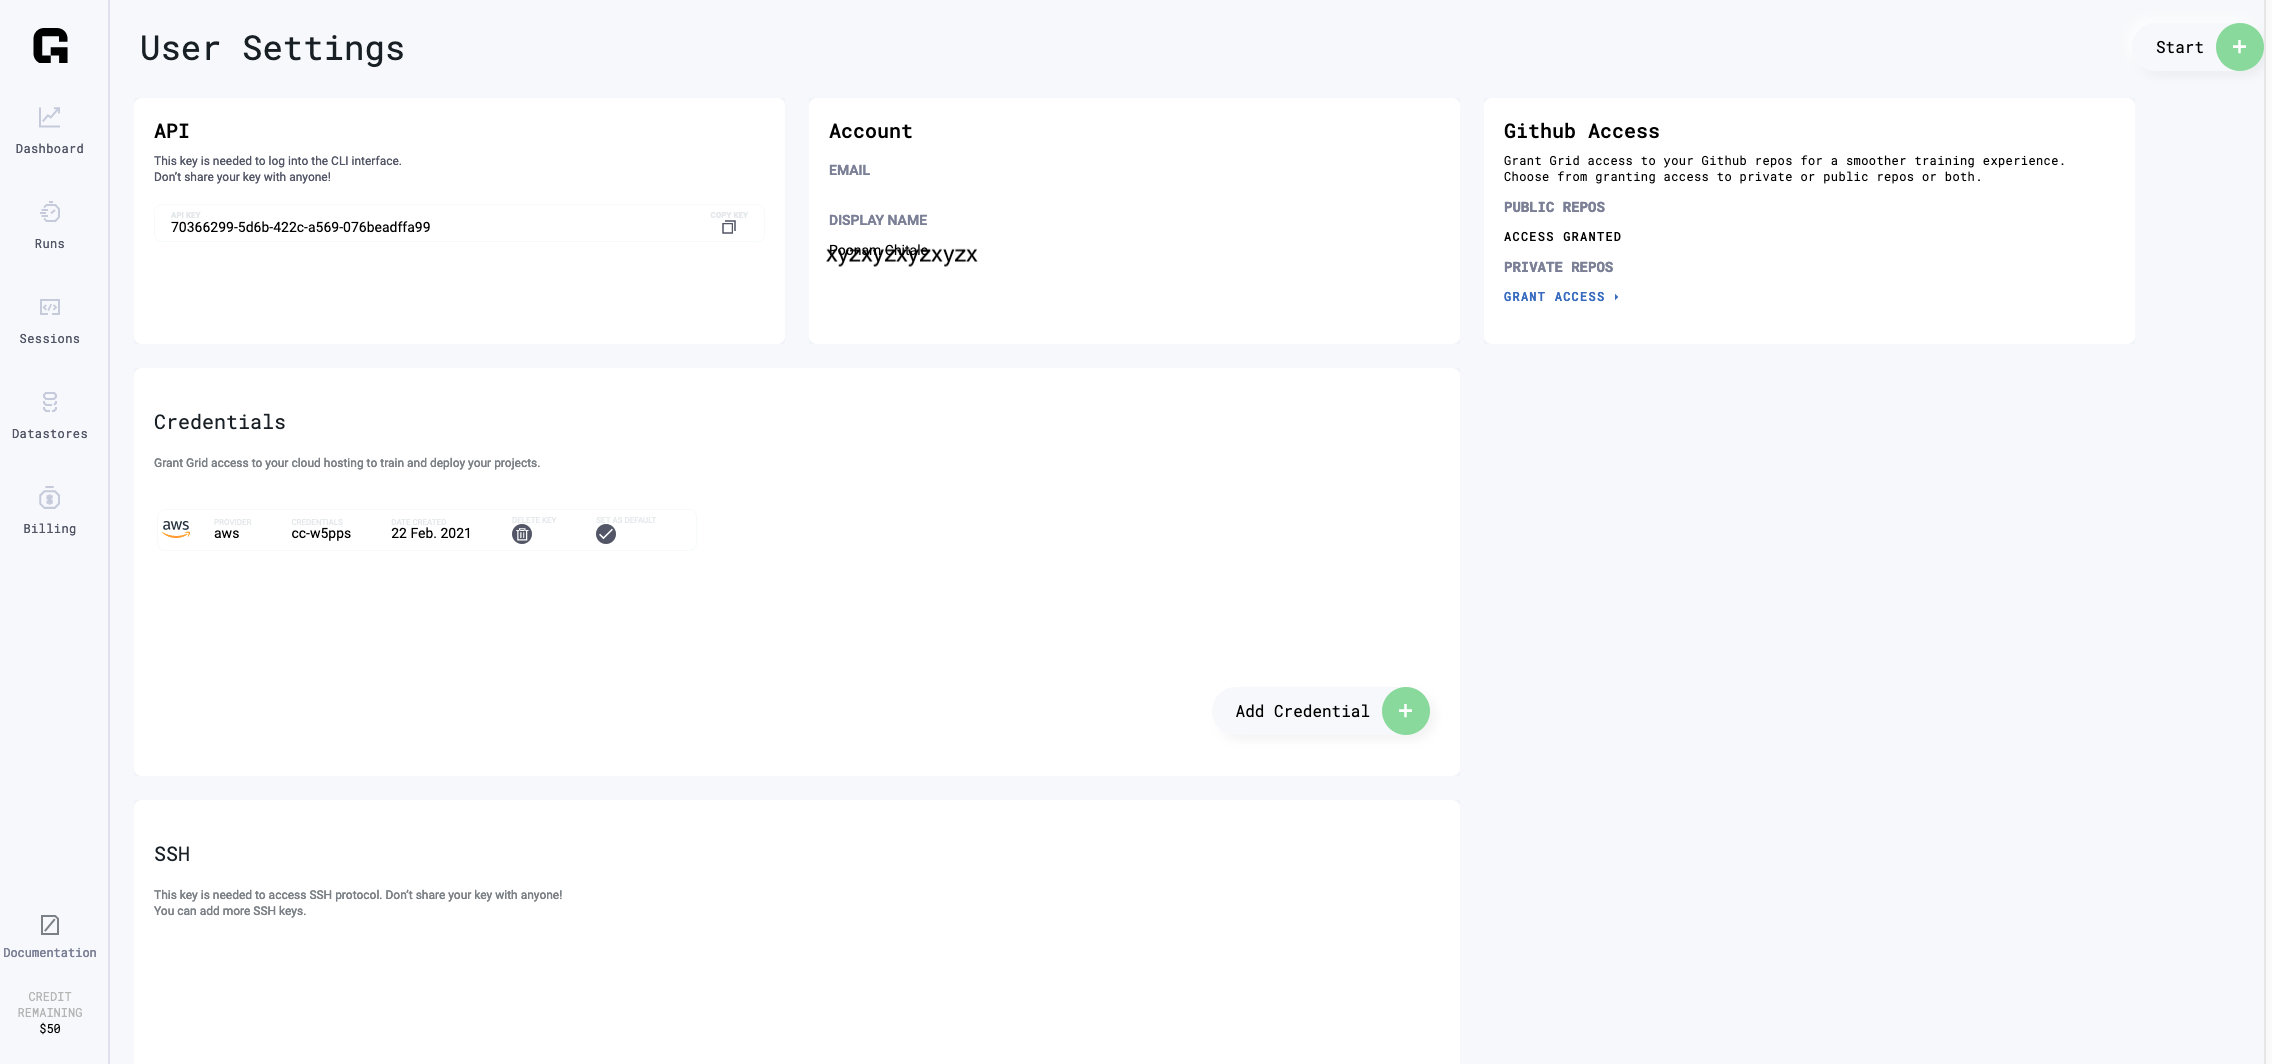 User Settings
Start
Dashboard
Runs
Sessions
Datastores
Billing
Documentation
CREDIT
REMAINING
$50
API
This key is needed to log into the CLI interface.
Don't share your key with anyone!
API KEY
COPY KEY
70366299-5d6b-422c-a569-076beadffa99
Account
EMAIL
DISPLAY NAME
xyzxyzxyzxyzx
Github Access
Grant Grid access to your Github repos for a smoother training experience.
Choose from granting access to private or public repos or both.
PUBLIC REPOS
ACCESS GRANTED
PRIVATE REPOS
GRANT ACCESS
Credentials
Grant Grid access to your cloud hosting to train and deploy your projects.
aws
PROVIDER
aws
CREDENTIALS
cc-w5pps
DATE CREATED
22 Feb. 2021
DELETE KEY
SET AS DEFAULT
Add Credential
SSH
This key is needed to access SSH protocol. Don't share your key with anyone!
You can add more SSH keys.